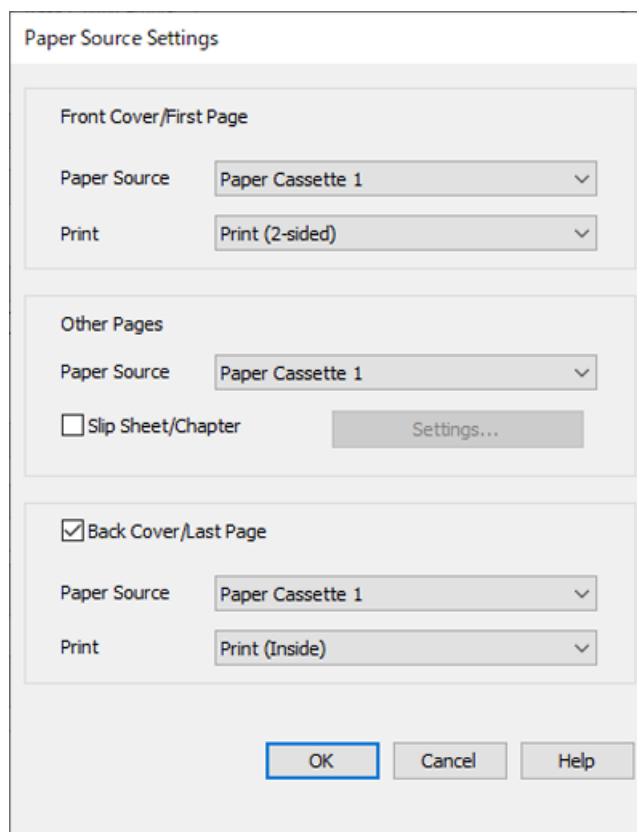 Paper Source Settings
Front Cover/First Page
Paper Source Paper Cassette 1
Print Print (2-sided)
Other Pages
Paper Source Paper Cassette 1
Slip Sheet/Chapter Settings...
Back Cover/Last Page
Paper Source Paper Cassette 1
Print Print (Inside)
OK Cancel Help